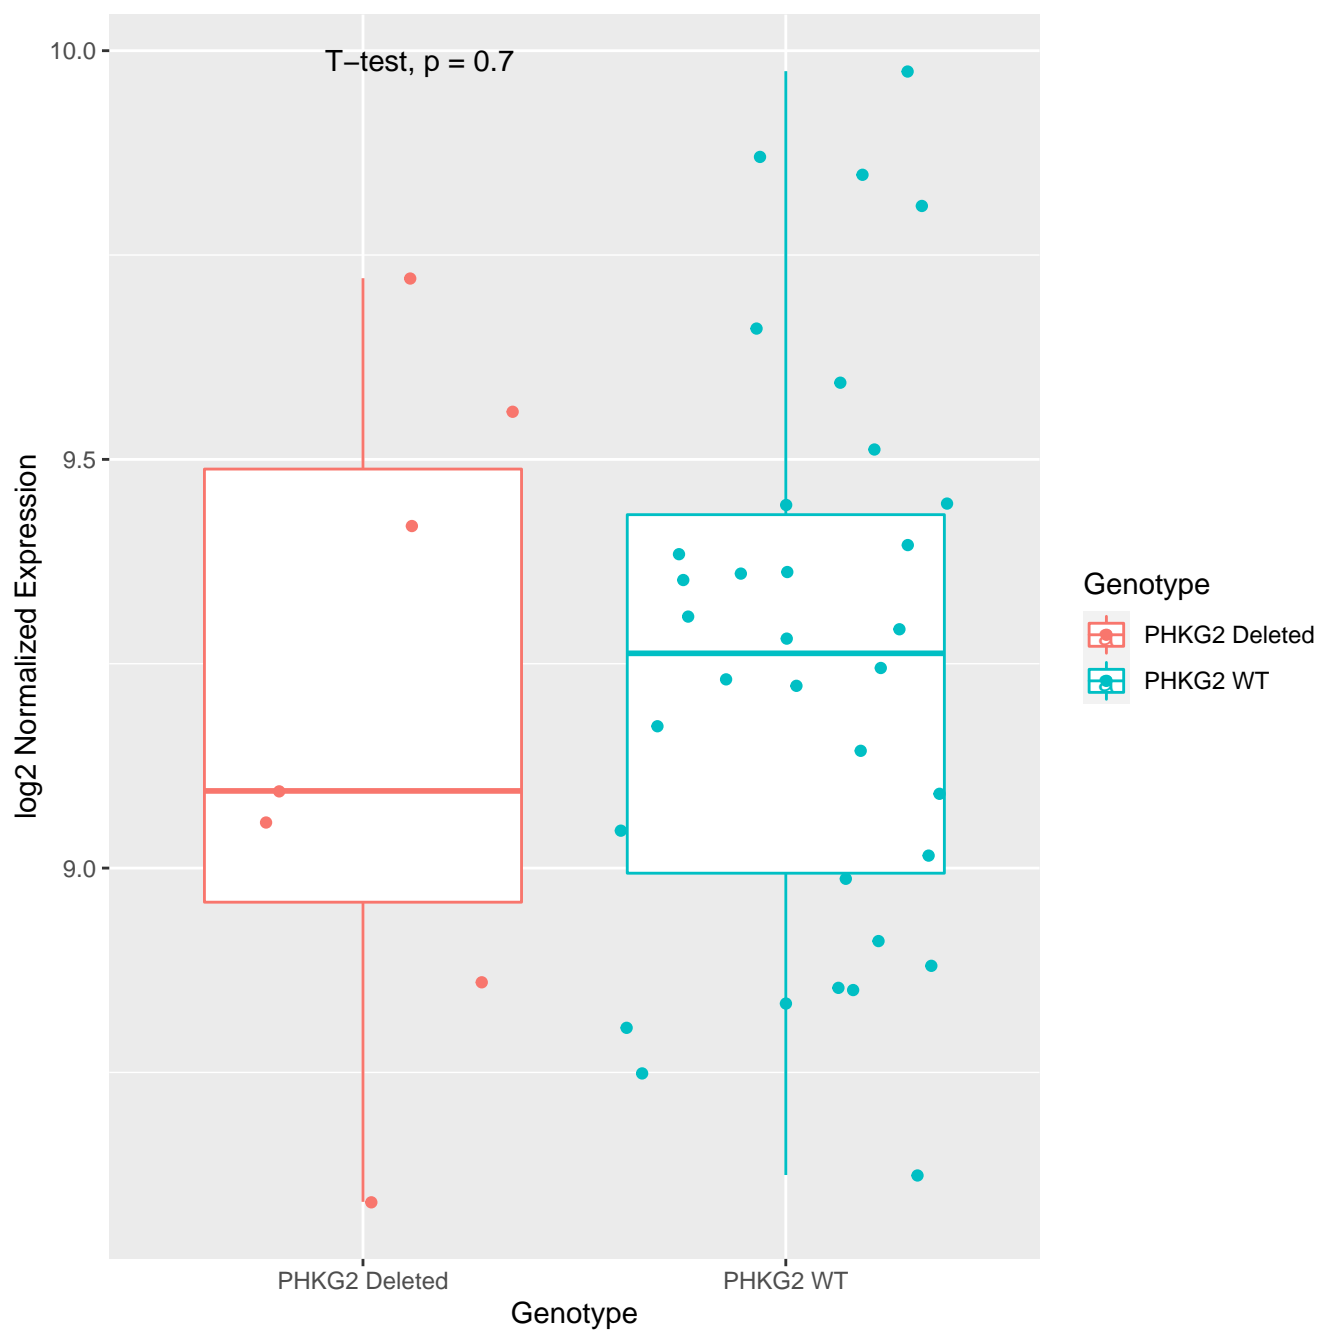 T−test, p = 0.7
10.0
9.5
9.0
log2 Normalized Expression
PHKG2 Deleted
PHKG2 WT
Genotype
Genotype
a PHKG2 Deleted
a PHKG2 WT